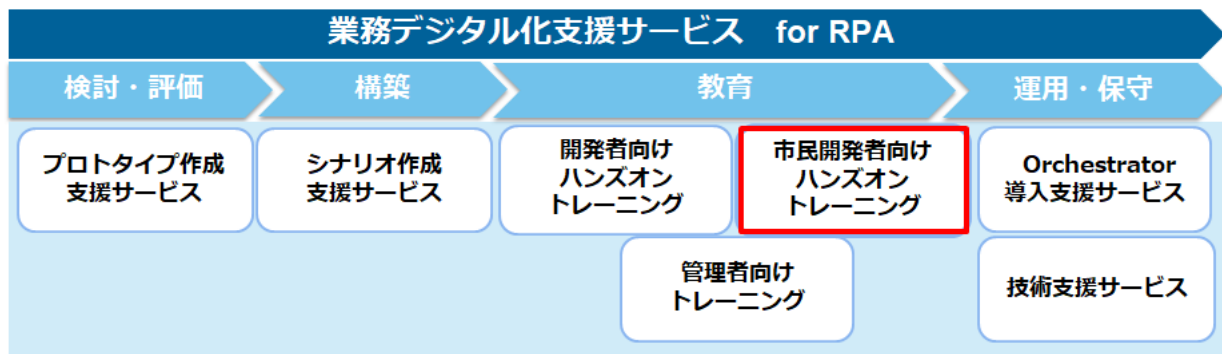 業務デジタル化支援サービス　for RPA
検討・評価
構築
教育
運用・保守
プロトタイプ作成
支援サービス
シナリオ作成
支援サービス
開発者向け
ハンズオン
トレーニング
市民開発者向け
ハンズオン
トレーニング
Orchestrator
導入支援サービス
管理者向け
トレーニング
技術支援サービス